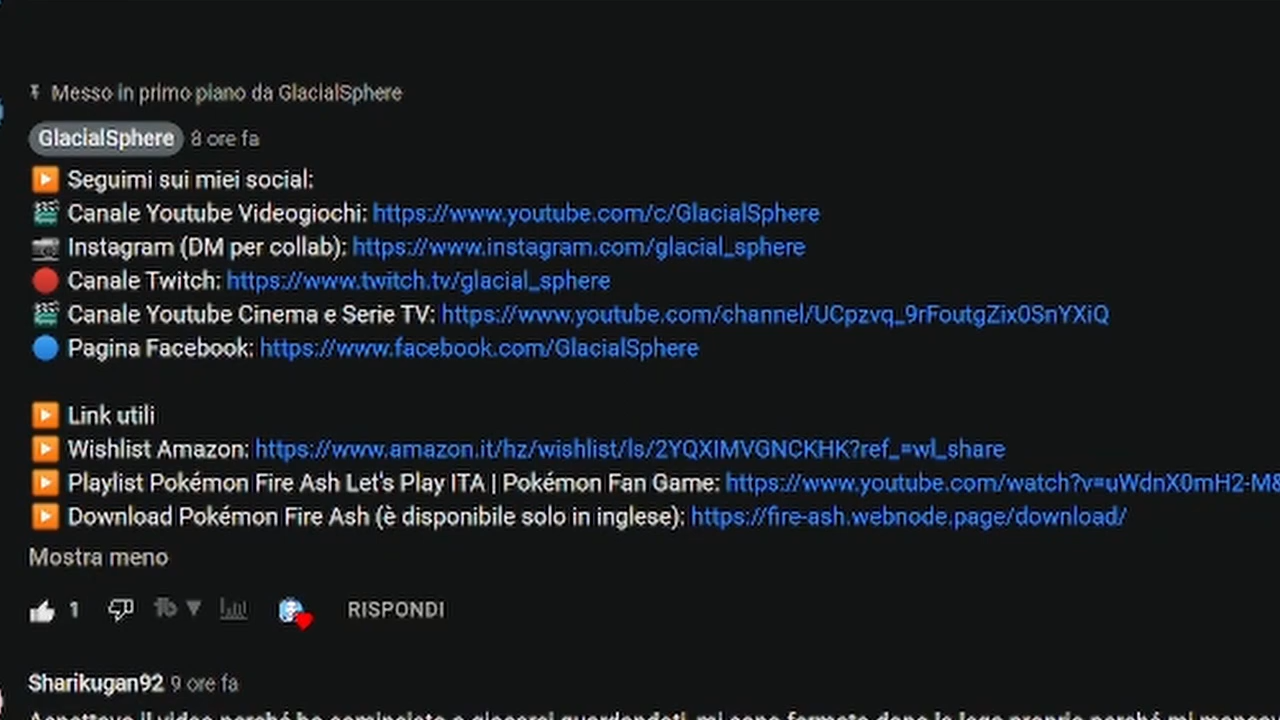 Messo in primo piano da GlacialSphere
GlacialSphere 8 ore fa
Seguimi sui miei social:
Canale Youtube Videogiochi: https://www.youtube.com/c/GlacialSphere
Instagram (DM per collab): https://www.instagram.com/glacial_sphere
Canale Twitch: https://www.twitch.tv/glacial_sphere
Canale Youtube Cinema e Serie TV: https://www.youtube.com/channel/UCpzvq_9rFoutgZix0SnYXiQ
Pagina Facebook: https://www.facebook.com/GlacialSphere
Link utili
Wishlist Amazon: https://www.amazon.it/hz/wishlist/ls/2YQXIMVGNCKHK?ref_=wl_share
Playlist Pokémon Fire Ash Let's Play ITA | Pokémon Fan Game: https://www.youtube.com/watch?v=uWdnX0mH2-M&
Download Pokémon Fire Ash (è disponibile solo in inglese): https://fire-ash.webnode.page/download/
Mostra meno
1 RISPONDI
Sharikugan92 9 ore fa